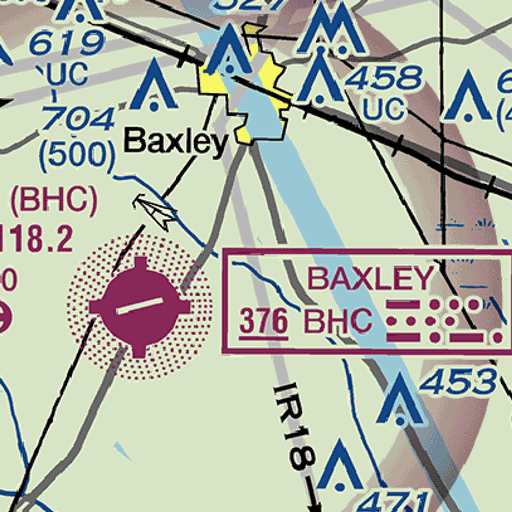 619
UC
458
UC
704
(500)
Baxley
(BHC)
118.2
BAXLEY
376 BHC
453
IR18
471